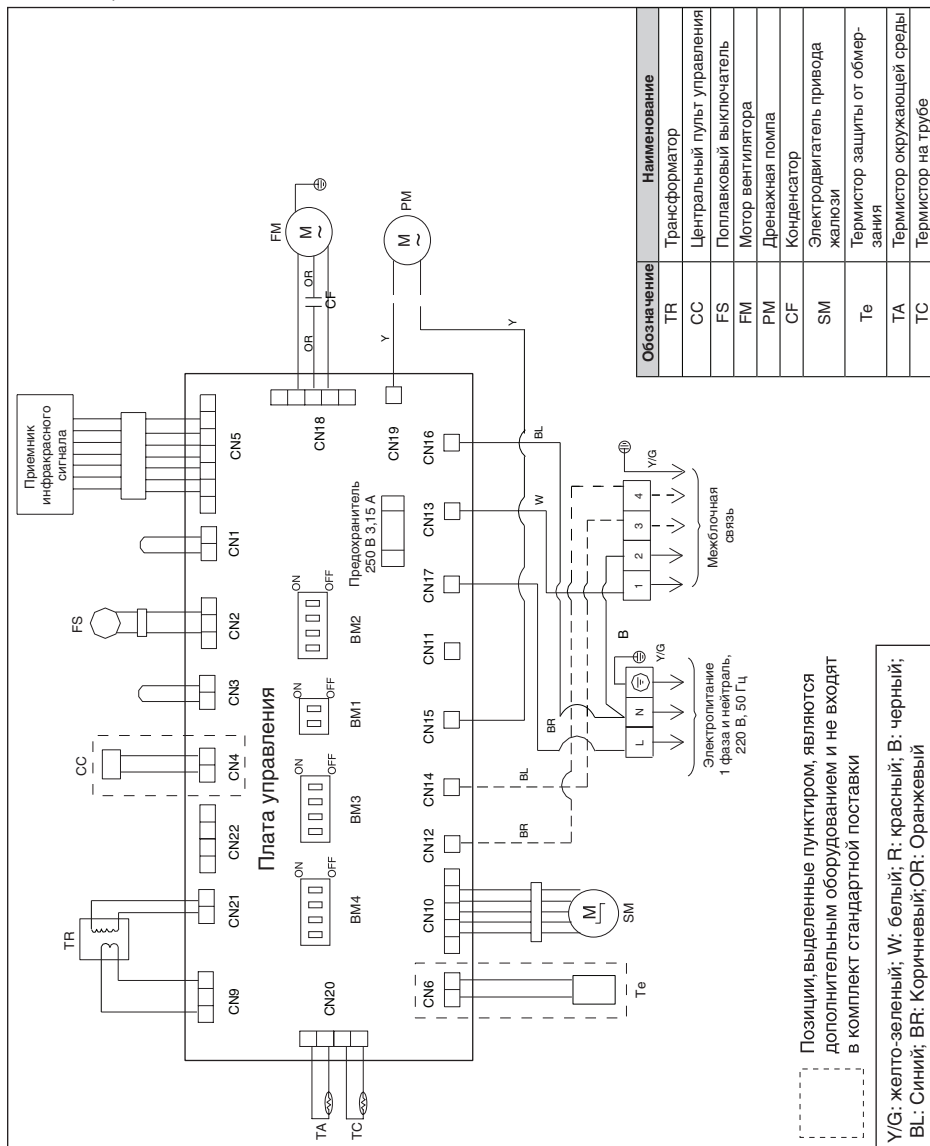 Приемник
инфракрасного
сигнала
FS
CC
TR
CN5
CN1
CN2
CN3
CN4
CN22
CN21
CN9
Плата управления
CN20
TA
TC
ON
OFF
BM4
ON
OFF
BM3
ON
OFF
BM1
ON
OFF
BM2
Предохранитель
250 В 3,15 А
CN18
CN19
OR
OR
CF
FM
M
~
Y
PM
M
~
Y
CN6
CN10
CN12
CN14
CN15
CN11
CN17
CN13
CN16
Te
M
SM
BR
BL
BR
W
BL
B
L
N
Y/G
Электропитание
1 фаза и нейтраль,
220 В, 50 Гц
1
2
3
4
Y/G
Межблочная
связь
Обозначение Наименование
TR Трансформатор
CC Центральный пульт управления
FS Поплавковый выключатель
FM Мотор вентилятора
PM Дренажная помпа
CF Конденсатор
SM Электродвигатель привода
жалюзи
Te Термистор защиты от обмер-
зания
TA Термистор окружающей среды
TC Термистор на трубе
Позиции,выделенные пунктиром, являются
дополнительным оборудованием и не входят
в комплект стандартной поставки
Y/G: желто-зеленый; W: белый; R: красный; B: черный;
BL: Синий; BR: Коричневый;OR: Оранжевый